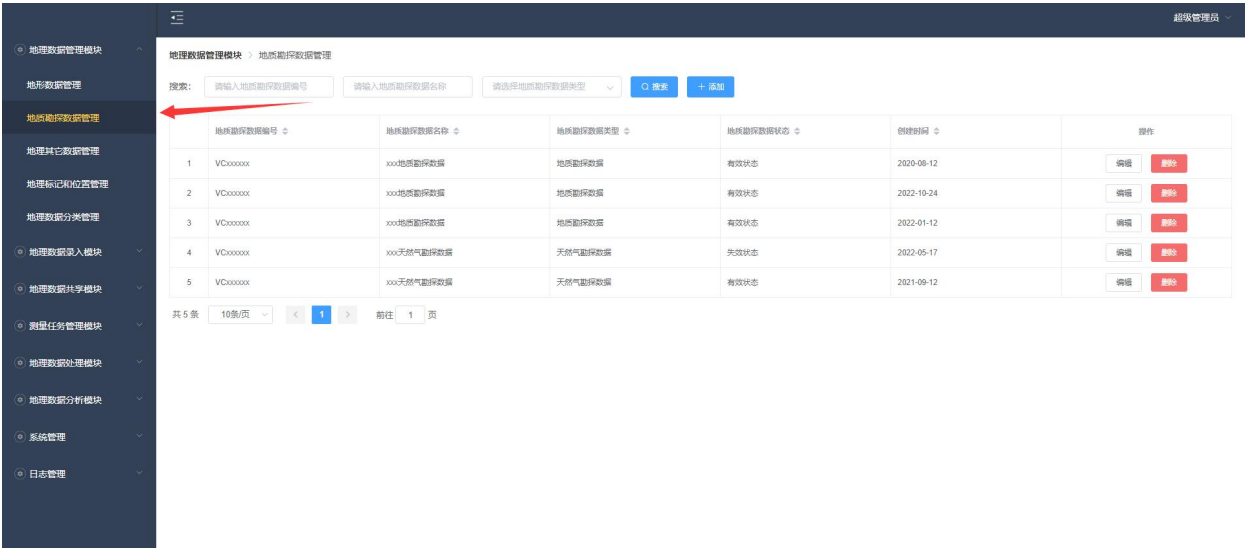 超级管理员
地理数据管理模块
地形数据管理
地质勘探数据管理
地理其它数据管理
地理标记和位置管理
地理数据分类管理
地理数据录入模块
地理数据共享模块
测量任务管理模块
地理数据处理模块
地理数据分析模块
系统管理
日志管理
地理数据管理模块 > 地质勘探数据管理
搜索: 请输入地质勘探数据编号 请输入地质勘探数据名称 请选择地质勘探数据类型 搜索 + 添加
地质勘探数据编号 地质勘探数据名称 地质勘探数据类型 地质勘探数据状态 创建时间 操作
1 VCxxxxxx xxx地质勘探数据 地质勘探数据 有效状态 2020-08-12 编辑 删除
2 VCxxxxxx xxx地质勘探数据 地质勘探数据 有效状态 2022-10-24 编辑 删除
3 VCxxxxxx xxx地质勘探数据 地质勘探数据 有效状态 2022-01-12 编辑 删除
4 VCxxxxxx xxx天然气勘探数据 天然气勘探数据 失效状态 2022-05-17 编辑 删除
5 VCxxxxxx xxx天然气勘探数据 天然气勘探数据 有效状态 2021-09-12 编辑 删除
共 5 条 10条/页 < 1 > 前往 1 页